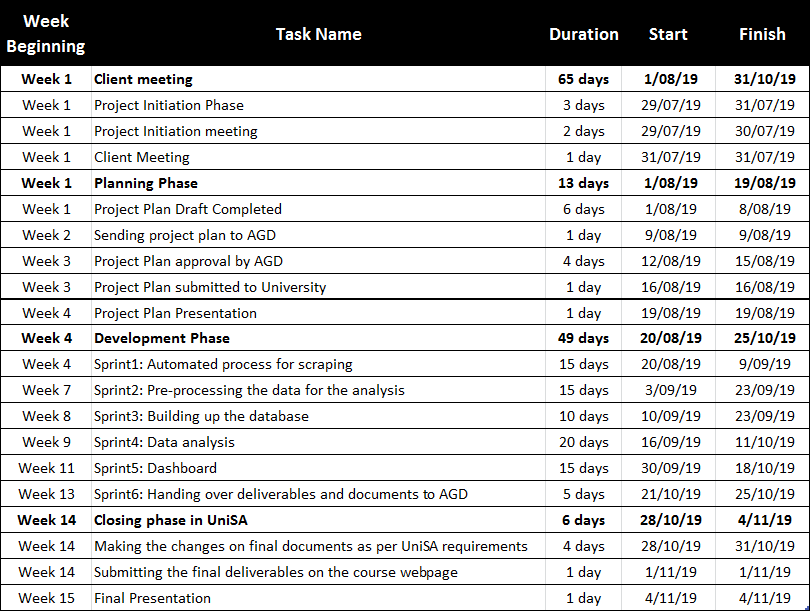 Week Beginning Task Name Duration Start Finish
Week 1 Client meeting 65 days 1/08/19 31/10/19
Week 1 Project Initiation Phase 3 days 29/07/19 31/07/19
Week 1 Project Initiation meeting 2 days 29/07/19 30/07/19
Week 1 Client Meeting 1 day 31/07/19 31/07/19
Week 1 Planning Phase 13 days 1/08/19 19/08/19
Week 1 Project Plan Draft Completed 6 days 1/08/19 8/08/19
Week 2 Sending project plan to AGD 1 day 9/08/19 9/08/19
Week 3 Project Plan approval by AGD 4 days 12/08/19 15/08/19
Week 3 Project Plan submitted to University 1 day 16/08/19 16/08/19
Week 4 Project Plan Presentation 1 day 19/08/19 19/08/19
Week 4 Development Phase 49 days 20/08/19 25/10/19
Week 4 Sprint1: Automated process for scraping 15 days 20/08/19 9/09/19
Week 7 Sprint2: Pre-processing the data for the analysis 15 days 3/09/19 23/09/19
Week 8 Sprint3: Building up the database 10 days 10/09/19 23/09/19
Week 9 Sprint4: Data analysis 20 days 16/09/19 11/10/19
Week 11 Sprint5: Dashboard 15 days 30/09/19 18/10/19
Week 13 Sprint6: Handing over deliverables and documents to AGD 5 days 21/10/19 25/10/19
Week 14 Closing phase in UniSA 6 days 28/10/19 4/11/19
Week 14 Making the changes on final documents as per UniSA requirements 4 days 28/10/19 31/10/19
Week 14 Submitting the final deliverables on the course webpage 1 day 1/11/19 1/11/19
Week 15 Final Presentation 1 day 4/11/19 4/11/19